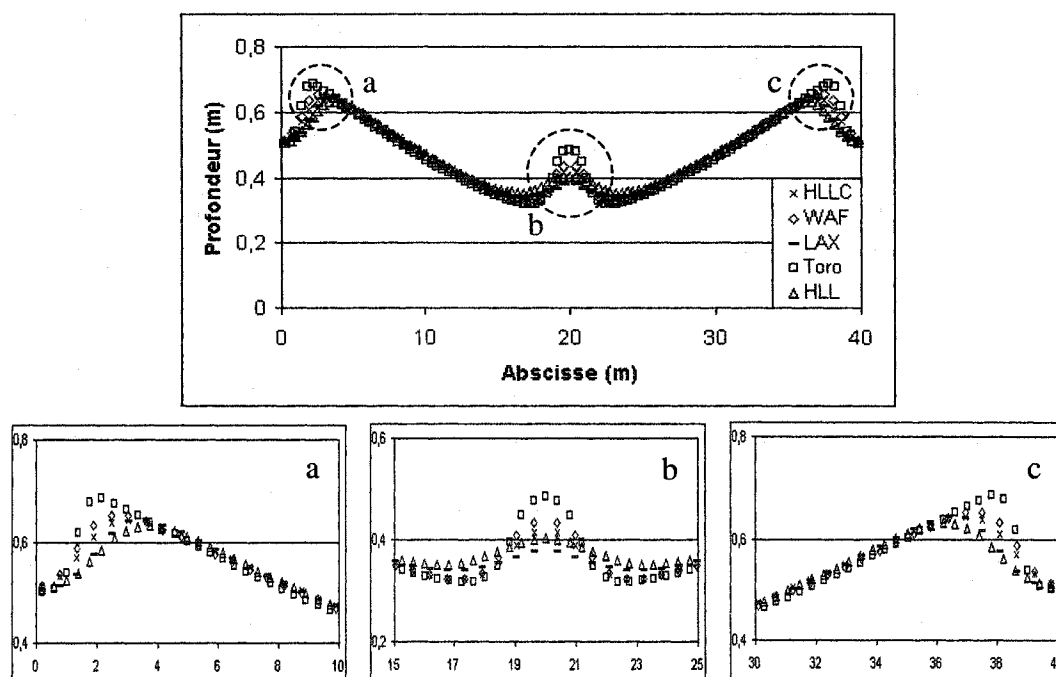 0,8
a
c
0,6
0,4
b
0,2
0
Profondeur (m)
HLLC
WAF
LAX
Toro
HLL
0 10 20 30 40
Abscisse (m)
0,8
a
0,6
0,4
0 2 4 6 8 10
0,6
b
0,4
0,2
15 17 19 21 23 25
0,8
c
0,6
0,4
30 32 34 36 38